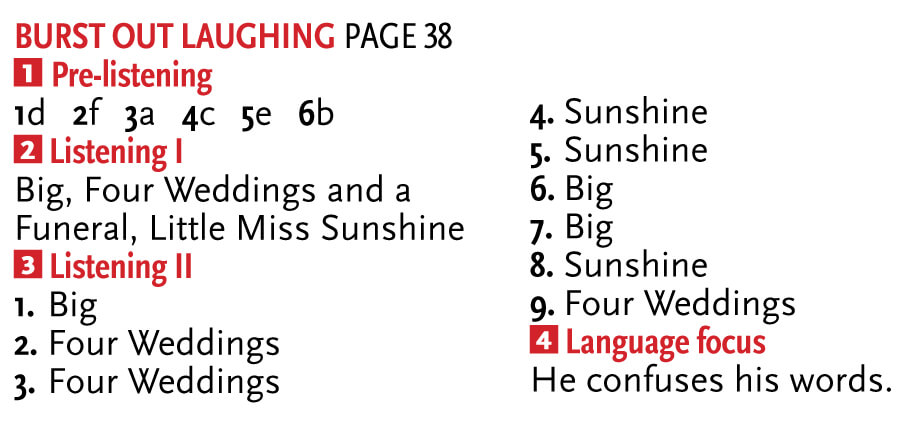 BURST OUT LAUGHING PAGE 38
1 Pre-listening
1d 2f 3a 4c 5e 6b
2 Listening I
Big, Four Weddings and a
Funeral, Little Miss Sunshine
3 Listening II
1. Big
2. Four Weddings
3. Four Weddings
4. Sunshine
5. Sunshine
6. Big
7. Big
8. Sunshine
9. Four Weddings
4 Language focus
He confuses his words.